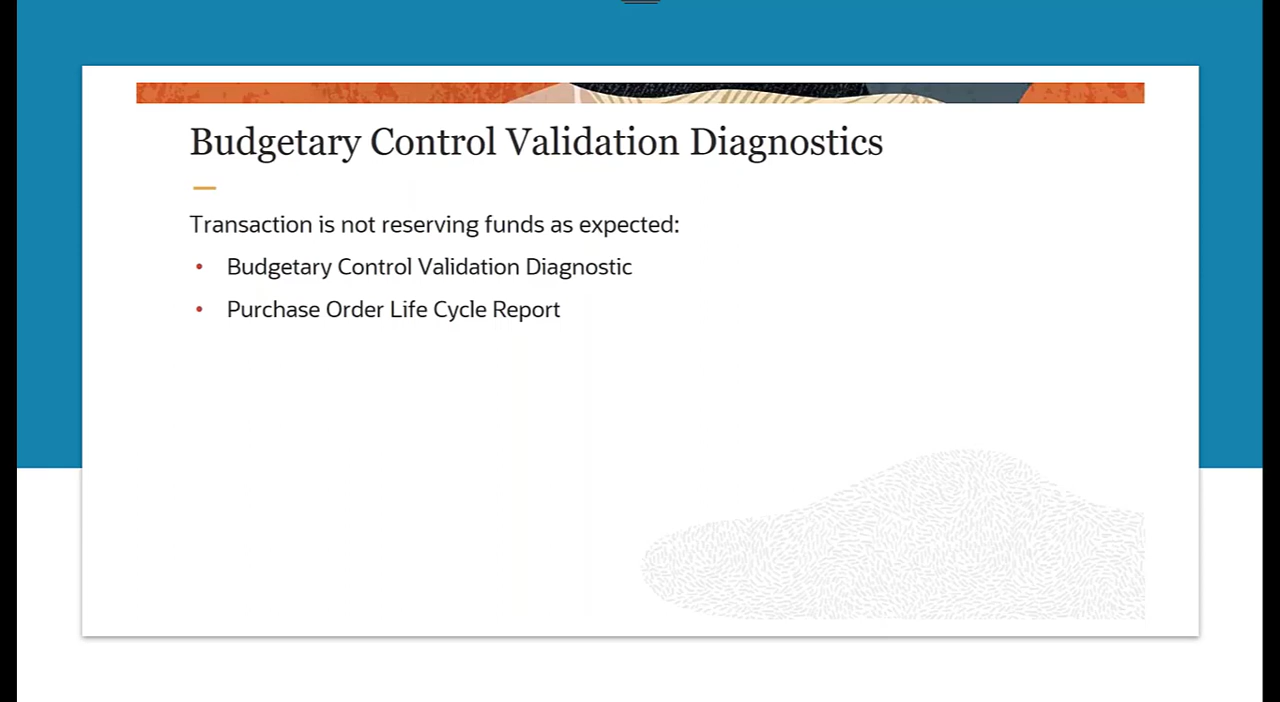 Budgetary Control Validation Diagnostics
Transaction is not reserving funds as expected:
• Budgetary Control Validation Diagnostic
• Purchase Order Life Cycle Report